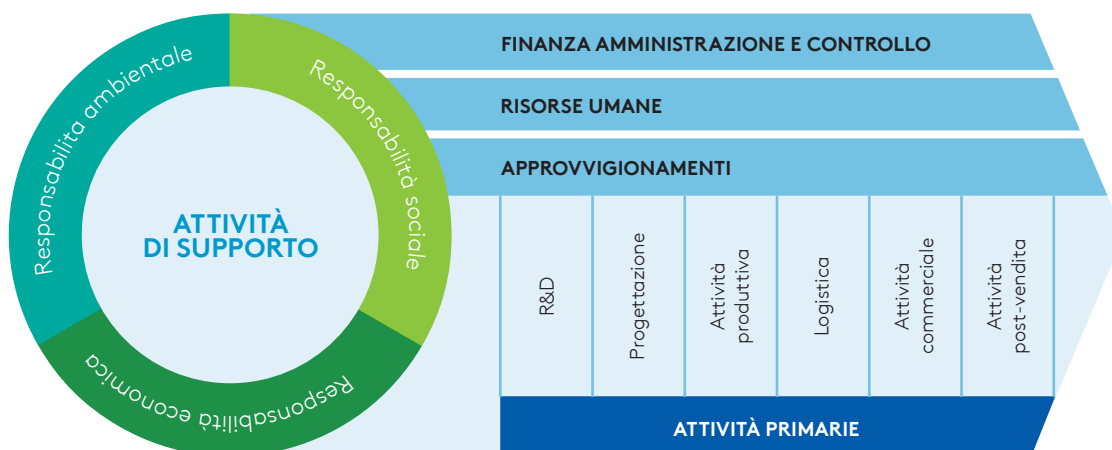 Responsabilita ambientale
Responsabilità sociale
Responsabilità economica
ATTIVITÀ
DI SUPPORTO
FINANZA AMMINISTRAZIONE E CONTROLLO
RISORSE UMANE
APPROVVIGIONAMENTI
R&D
Progettazione
Attività
produttiva
Logistica
Attività
commerciale
Attività
post-vendita
ATTIVITÀ PRIMARIE